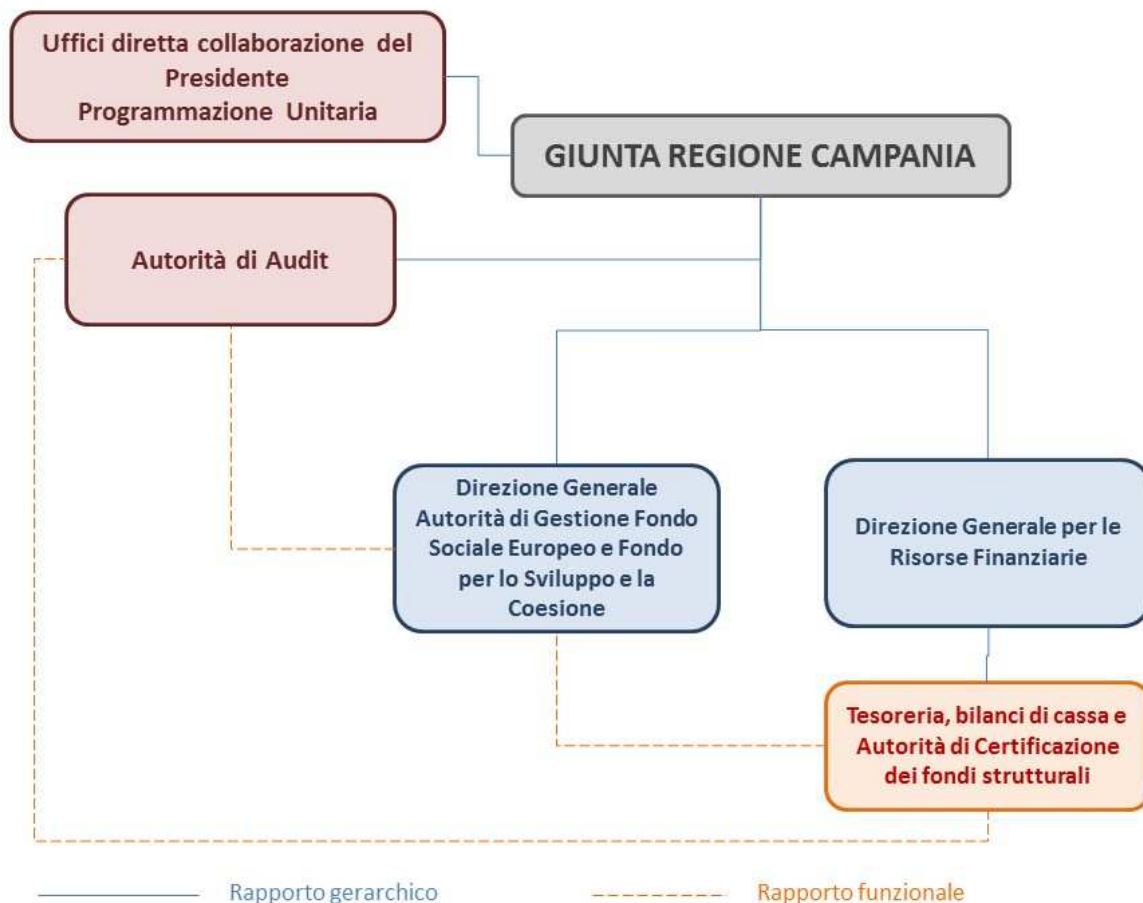 Uffici diretta collaborazione del
Presidente
Programmazione Unitaria
GIUNTA REGIONE CAMPANIA
Autorità di Audit
Direzione Generale
Autorità di Gestione Fondo
Sociale Europeo e Fondo
per lo Sviluppo e la
Coesione
Direzione Generale per le
Risorse Finanziarie
Tesoreria, bilanci di cassa e
Autorità di Certificazione
dei fondi strutturali
Rapporto gerarchico
Rapporto funzionale